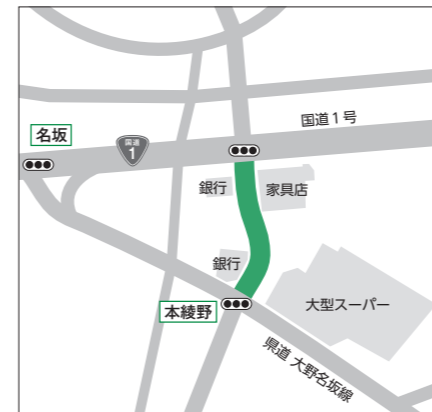 名坂
国道
1
国道1号
銀行
家具店
銀行
本綾野
大型スーパー
県道 大野名坂線